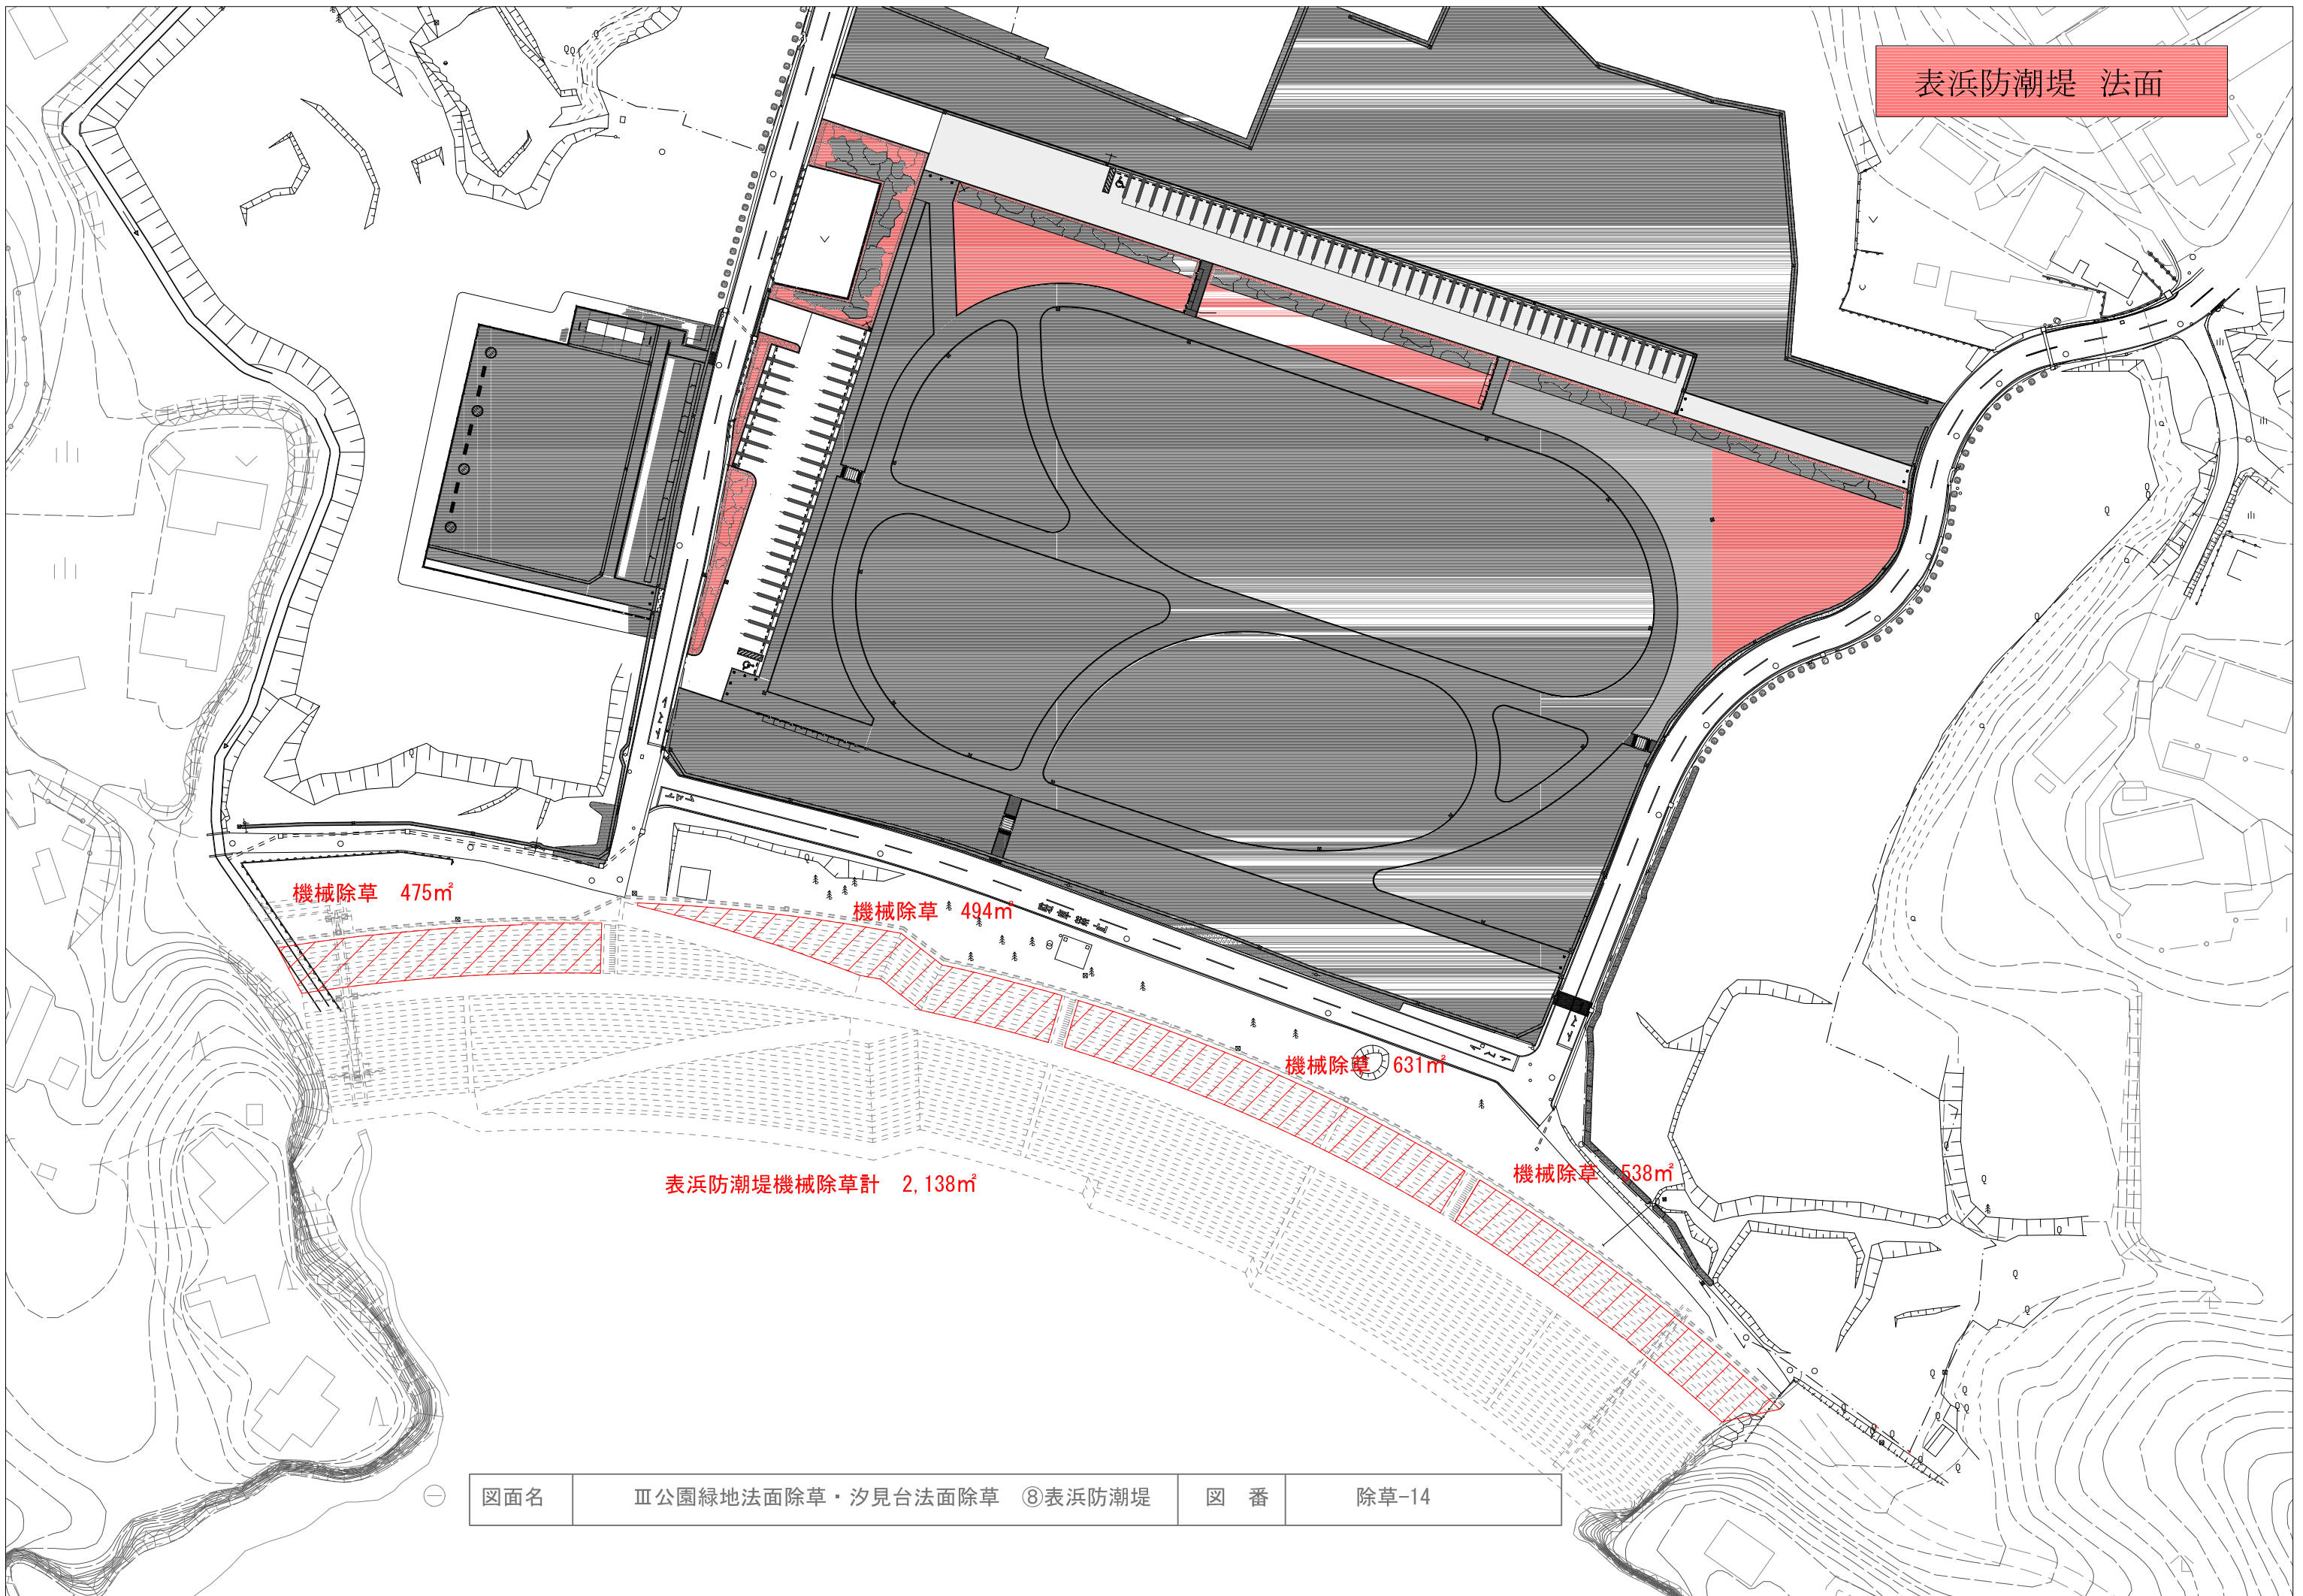 表浜防潮堤 法面
機械除草 475㎡
機械除草 494㎡
機械除草 631㎡
機械除草 538㎡
表浜防潮堤機械除草計 2,138㎡
図面名 Ⅲ公園緑地法面除草・汐見台法面除草 ⑧表浜防潮堤 図 番 除草-14